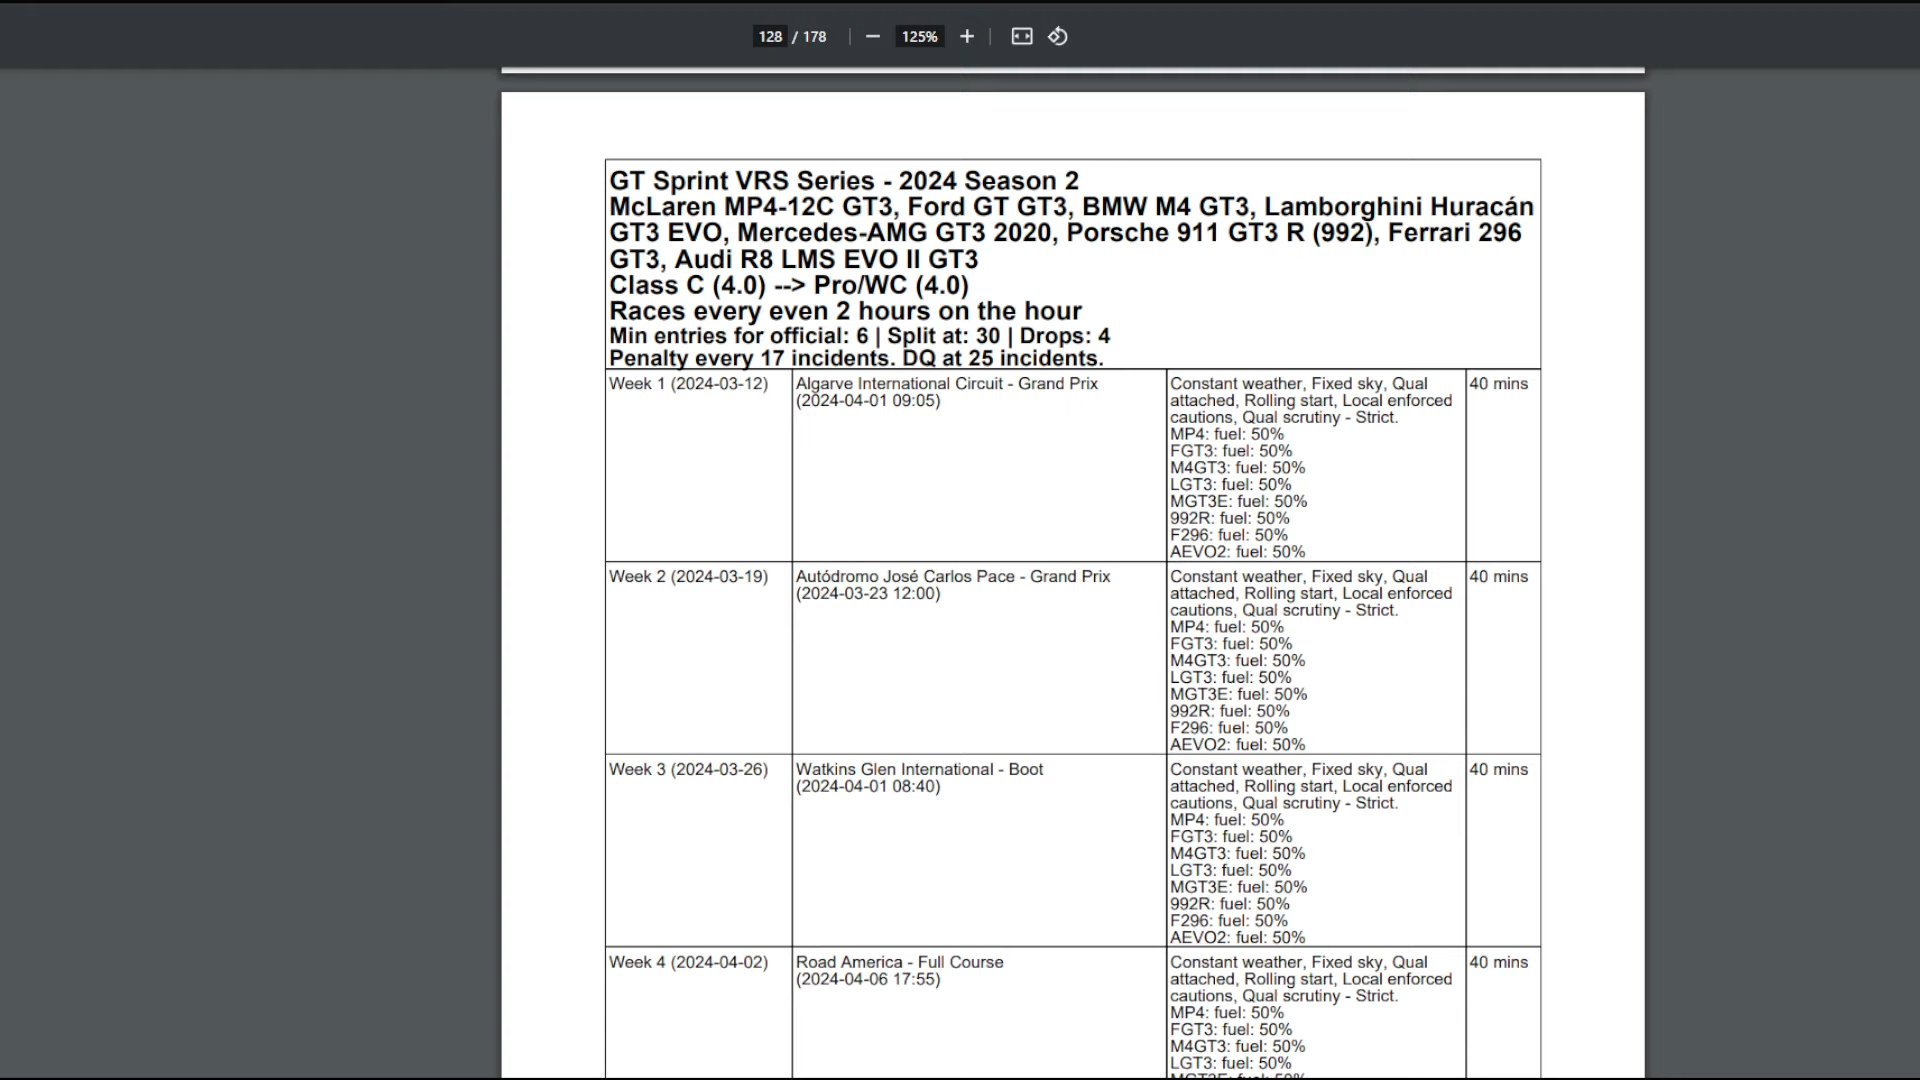 128 / 178 125%
GT Sprint VRS Series - 2024 Season 2
McLaren MP4-12C GT3, Ford GT GT3, BMW M4 GT3, Lamborghini Huracán
GT3 EVO, Mercedes-AMG GT3 2020, Porsche 911 GT3 R (992), Ferrari 296
GT3, Audi R8 LMS EVO II GT3
Class C (4.0) --> Pro/WC (4.0)
Races every even 2 hours on the hour
Min entries for official: 6 | Split at: 30 | Drops: 4
Penalty every 17 incidents. DQ at 25 incidents.
Week 1 (2024-03-12)
Algarve International Circuit - Grand Prix
(2024-04-01 09:05)
Constant weather, Fixed sky, Qual
attached, Rolling start, Local enforced
cautions, Qual scrutiny - Strict.
MP4: fuel: 50%
FGT3: fuel: 50%
M4GT3: fuel: 50%
LGT3: fuel: 50%
MGT3E: fuel: 50%
992R: fuel: 50%
F296: fuel: 50%
AEVO2: fuel: 50%
40 mins
Week 2 (2024-03-19)
Autódromo José Carlos Pace - Grand Prix
(2024-03-23 12:00)
Constant weather, Fixed sky, Qual
attached, Rolling start, Local enforced
cautions, Qual scrutiny - Strict.
MP4: fuel: 50%
FGT3: fuel: 50%
M4GT3: fuel: 50%
LGT3: fuel: 50%
MGT3E: fuel: 50%
992R: fuel: 50%
F296: fuel: 50%
AEVO2: fuel: 50%
40 mins
Week 3 (2024-03-26)
Watkins Glen International - Boot
(2024-04-01 08:40)
Constant weather, Fixed sky, Qual
attached, Rolling start, Local enforced
cautions, Qual scrutiny - Strict.
MP4: fuel: 50%
FGT3: fuel: 50%
M4GT3: fuel: 50%
LGT3: fuel: 50%
MGT3E: fuel: 50%
992R: fuel: 50%
F296: fuel: 50%
AEVO2: fuel: 50%
40 mins
Week 4 (2024-04-02)
Road America - Full Course
(2024-04-06 17:55)
Constant weather, Fixed sky, Qual
attached, Rolling start, Local enforced
cautions, Qual scrutiny - Strict.
MP4: fuel: 50%
FGT3: fuel: 50%
M4GT3: fuel: 50%
LGT3: fuel: 50%
40 mins